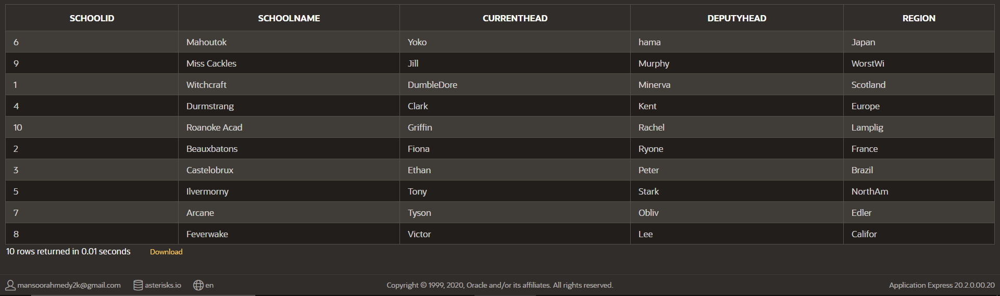 SCHOOLID SCHOOLNAME CURRENTHEAD DEPUTYHEAD REGION
6 Mahoutok Yoko hama Japan
9 Miss Cackles Jill Murphy WorstWi
1 Witchcraft DumbleDore Minerva Scotland
4 Durmstrang Clark Kent Europe
10 Roanoke Acad Griffin Rachel Lamplig
2 Beauxbatons Fiona Ryone France
3 Castelobrux Ethan Peter Brazil
5 Ilvermorny Tony Stark NorthAm
7 Arcane Tyson Obliv Edler
8 Feverwake Victor Lee Califor
10 rows returned in 0.01 seconds Download
mansoorahmedy2k@gmail.com asterisks.io en Copyright © 1999, 2020, Oracle and/or its affiliates. All rights reserved. Application Express 20.2.0.00.20